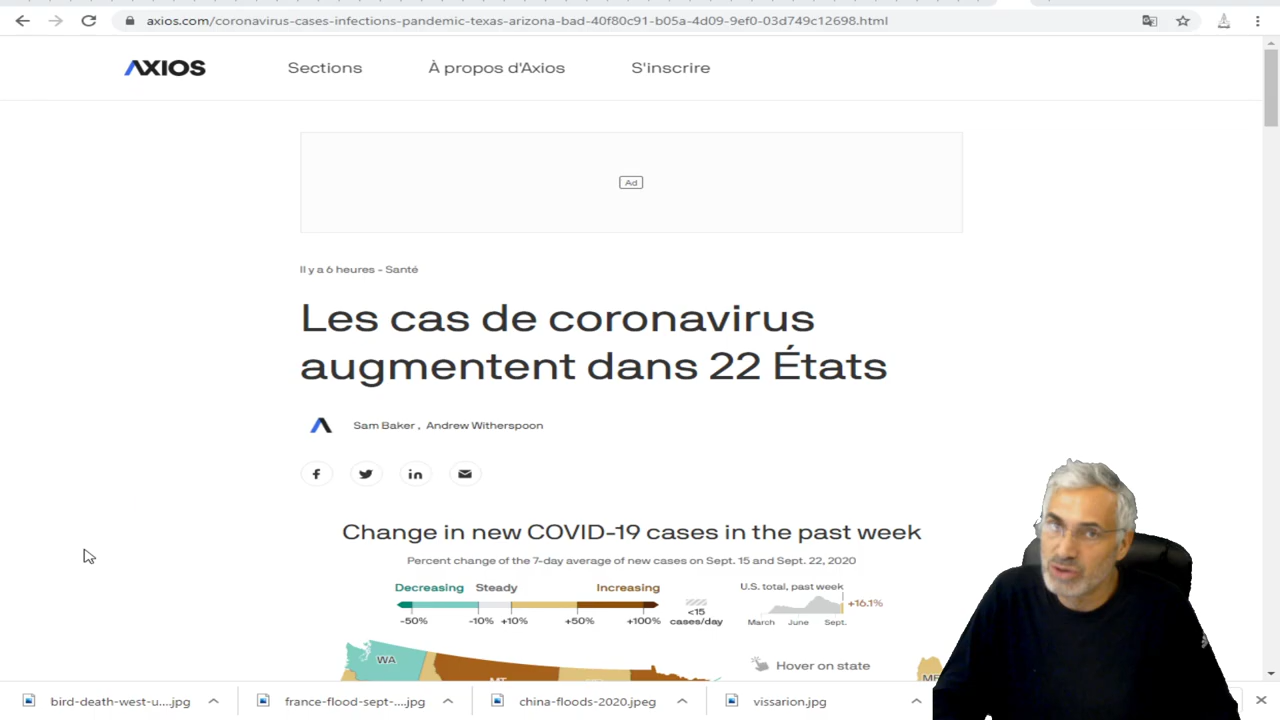 axios.com/coronavirus-cases-infections-pandemic-texas-arizona-bad-40f80c91-b05a-4d09-9ef0-03d749c12698.html
AXIOS Sections À propos d'Axios S'inscrire
Ad
Il y a 6 heures - Santé
Les cas de coronavirus
augmentent dans 22 États
Sam Baker , Andrew Witherspoon
Change in new COVID-19 cases in the past week
Percent change of the 7-day average of new cases on Sept. 15 and Sept. 22, 2020
Decreasing Steady Increasing
-50% -10% +10% +50% +100%
<15
cases/day
U.S. total, past week
+16.1%
March June Sept.
WA
MT
Hover on state
bird-death-west-u....jpg france-flood-sept-....jpg china-floods-2020.jpeg vissarion.jpg